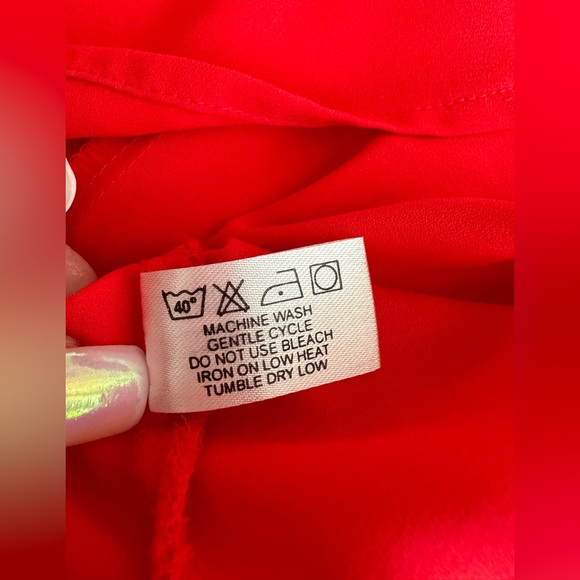 40°
MACHINE WASH
GENTLE CYCLE
DO NOT USE BLEACH
IRON ON LOW HEAT
TUMBLE DRY LOW